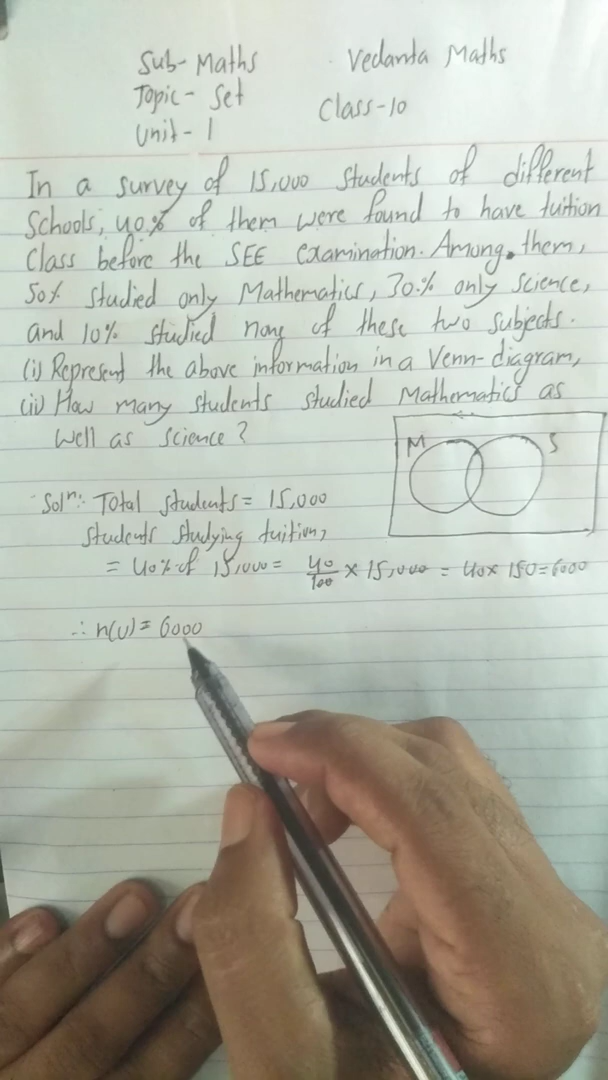 Sub- Maths Vedanta Maths
Topic- Set Class-10
Unit- 1
In a survey of 15,000 students of different
Schools, 40% of them were found to have tuition
Class before the SEE examination. Among them,
50% studied only Mathematics, 30% only science,
and 10% studied none of these two subjects.
(i) Represent the above information in a Venn-diagram,
(ii) How many students studied Mathematics as
well as science?
M S
Solⁿ: Total students = 15,000
students studying tuition,
= 40% of 15,000 = 40/100 × 15,000 = 40 × 150 = 6000
∴ n(U) = 6000